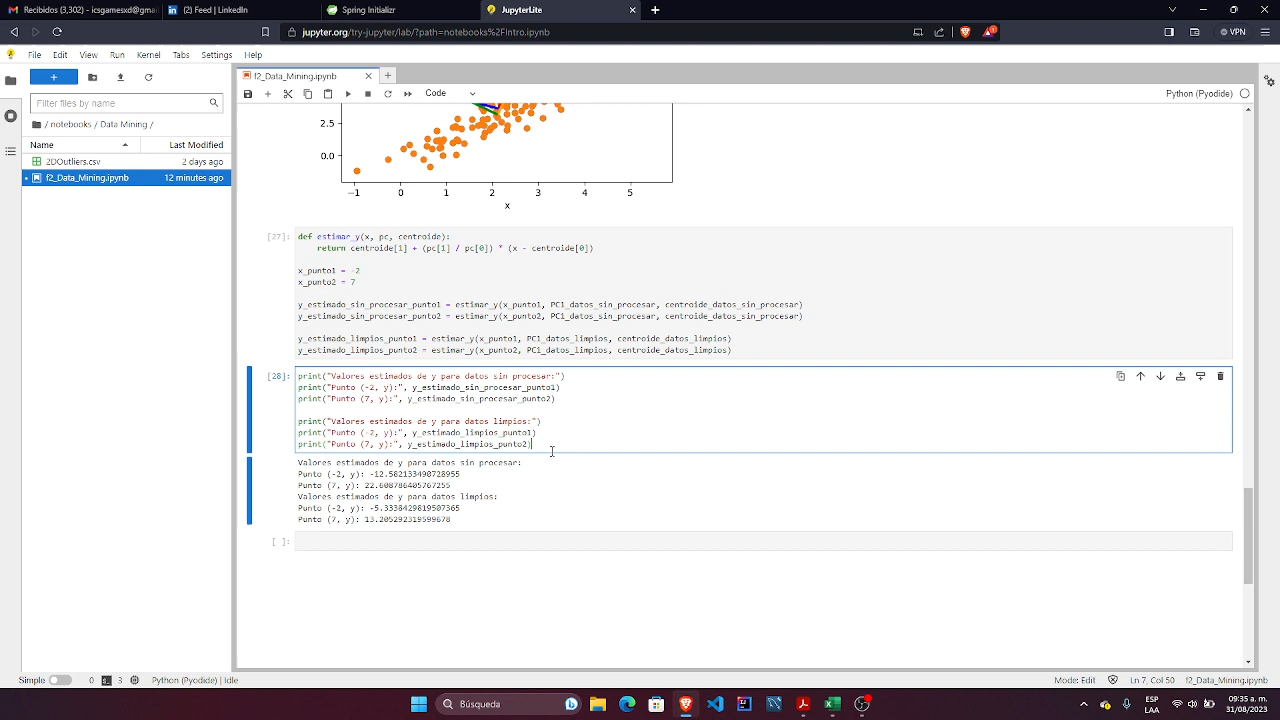 Recibidos (3,302) - icsgamesxd@gmai
(2) Feed | LinkedIn
Spring Initializr
JupyterLite
jupyter.org/try-jupyter/lab/?path=notebooks%2FIntro.ipynb
VPN
File Edit View Run Kernel Tabs Settings Help
f2_Data_Mining.ipynb
Filter files by name
/ notebooks / Data Mining /
Name Last Modified
2DOutliers.csv 2 days ago
f2_Data_Mining.ipynb 12 minutes ago
Code
Python (Pyodide)
2.5
0.0
−1 0 1 2 3 4 5
x
[27]: def estimar_y(x, pc, centroide):
return centroide[1] + (pc[1] / pc[0]) * (x - centroide[0])
x_punto1 = -2
x_punto2 = 7
y_estimado_sin_procesar_punto1 = estimar_y(x_punto1, PC1_datos_sin_procesar, centroide_datos_sin_procesar)
y_estimado_sin_procesar_punto2 = estimar_y(x_punto2, PC1_datos_sin_procesar, centroide_datos_sin_procesar)
y_estimado_limpios_punto1 = estimar_y(x_punto1, PC1_datos_limpios, centroide_datos_limpios)
y_estimado_limpios_punto2 = estimar_y(x_punto2, PC1_datos_limpios, centroide_datos_limpios)
[28]: print("Valores estimados de y para datos sin procesar:")
print("Punto (-2, y):", y_estimado_sin_procesar_punto1)
print("Punto (7, y):", y_estimado_sin_procesar_punto2)
print("Valores estimados de y para datos limpios:")
print("Punto (-2, y):", y_estimado_limpios_punto1)
print("Punto (7, y):", y_estimado_limpios_punto2)
Valores estimados de y para datos sin procesar:
Punto (-2, y): -12.582133490728955
Punto (7, y): 22.608786405767255
Valores estimados de y para datos limpios:
Punto (-2, y): -5.3338429819507365
Punto (7, y): 13.205292319599678
[ ]:
Simple 0 3 Python (Pyodide) | Idle
Mode: Edit Ln 7, Col 50 f2_Data_Mining.ipynb
Búsqueda
ESP
LAA
09:35 a. m.
31/08/2023